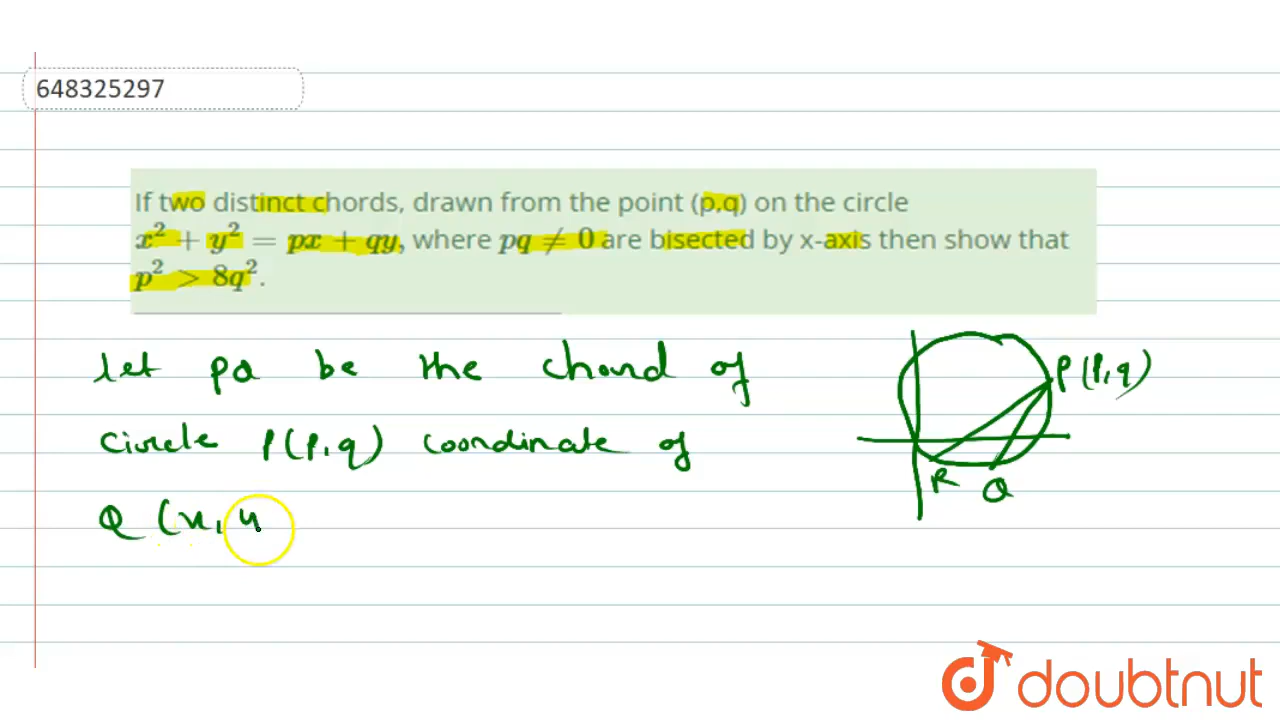 648325297
If two distinct chords, drawn from the point (p,q) on the circle
x² + y² = px + qy, where pq ≠ 0 are bisected by x-axis then show that
p² > 8q².
Let PQ be the chord of
circle P(p,q) coordinate of
Q (x, y
P(p,q)
R
Q
doubtnut